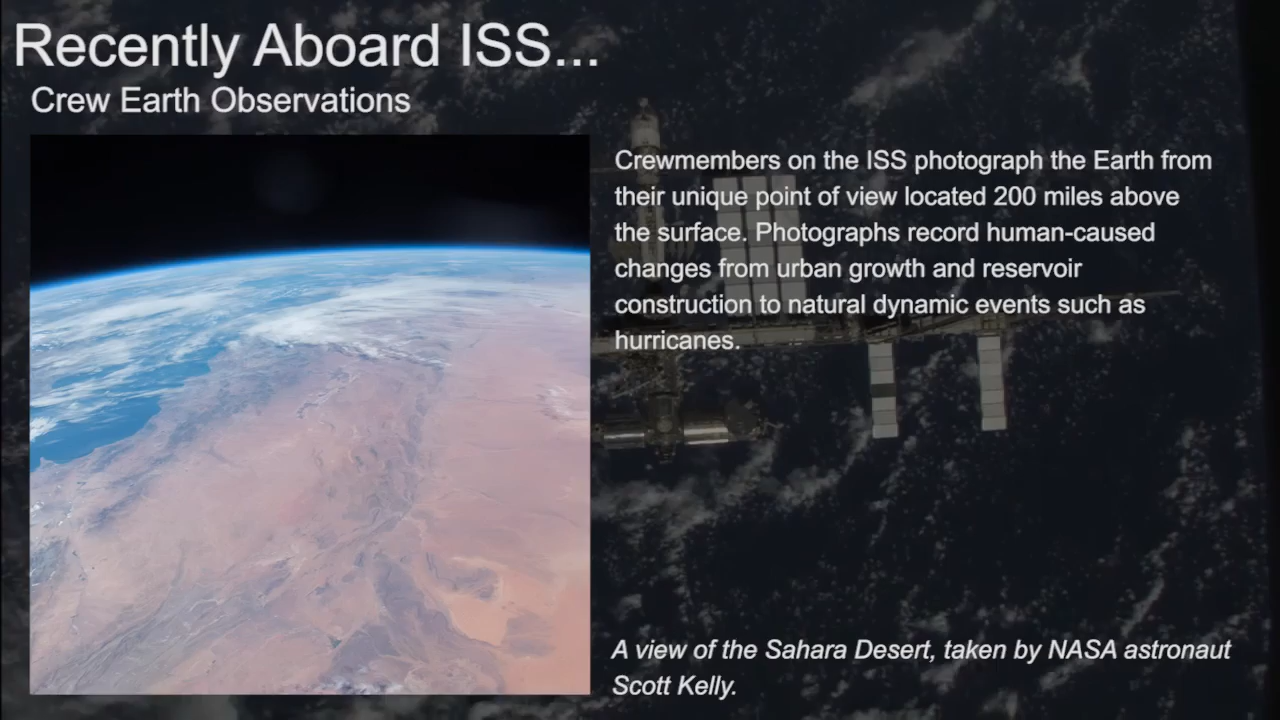 Recently Aboard ISS...
Crew Earth Observations
Crewmembers on the ISS photograph the Earth from
their unique point of view located 200 miles above
the surface. Photographs record human-caused
changes from urban growth and reservoir
construction to natural dynamic events such as
hurricanes.
A view of the Sahara Desert, taken by NASA astronaut
Scott Kelly.